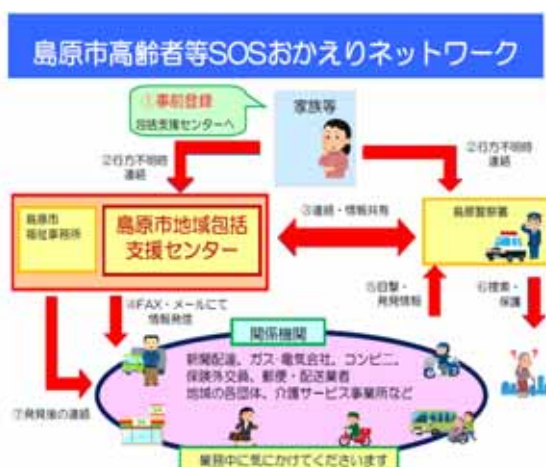 島原市高齢者等SOSおかえりネットワーク
①事前登録
包括支援センターへ
家族等
②行方不明時
連絡
②行方不明時
連絡
島原市
福祉事務所
島原市地域包括
支援センター
③連絡・情報共有
島原警察署
④FAX・メールにて
情報発信
⑤目撃・
発見情報
⑥捜索・
保護
関係機関
新聞配達、ガス・電気会社、コンビニ、
保険外交員、郵便・配送業者
地域の各団体、介護サービス事業所など
⑦発見後の連絡
業務中に気にかけてくださいます